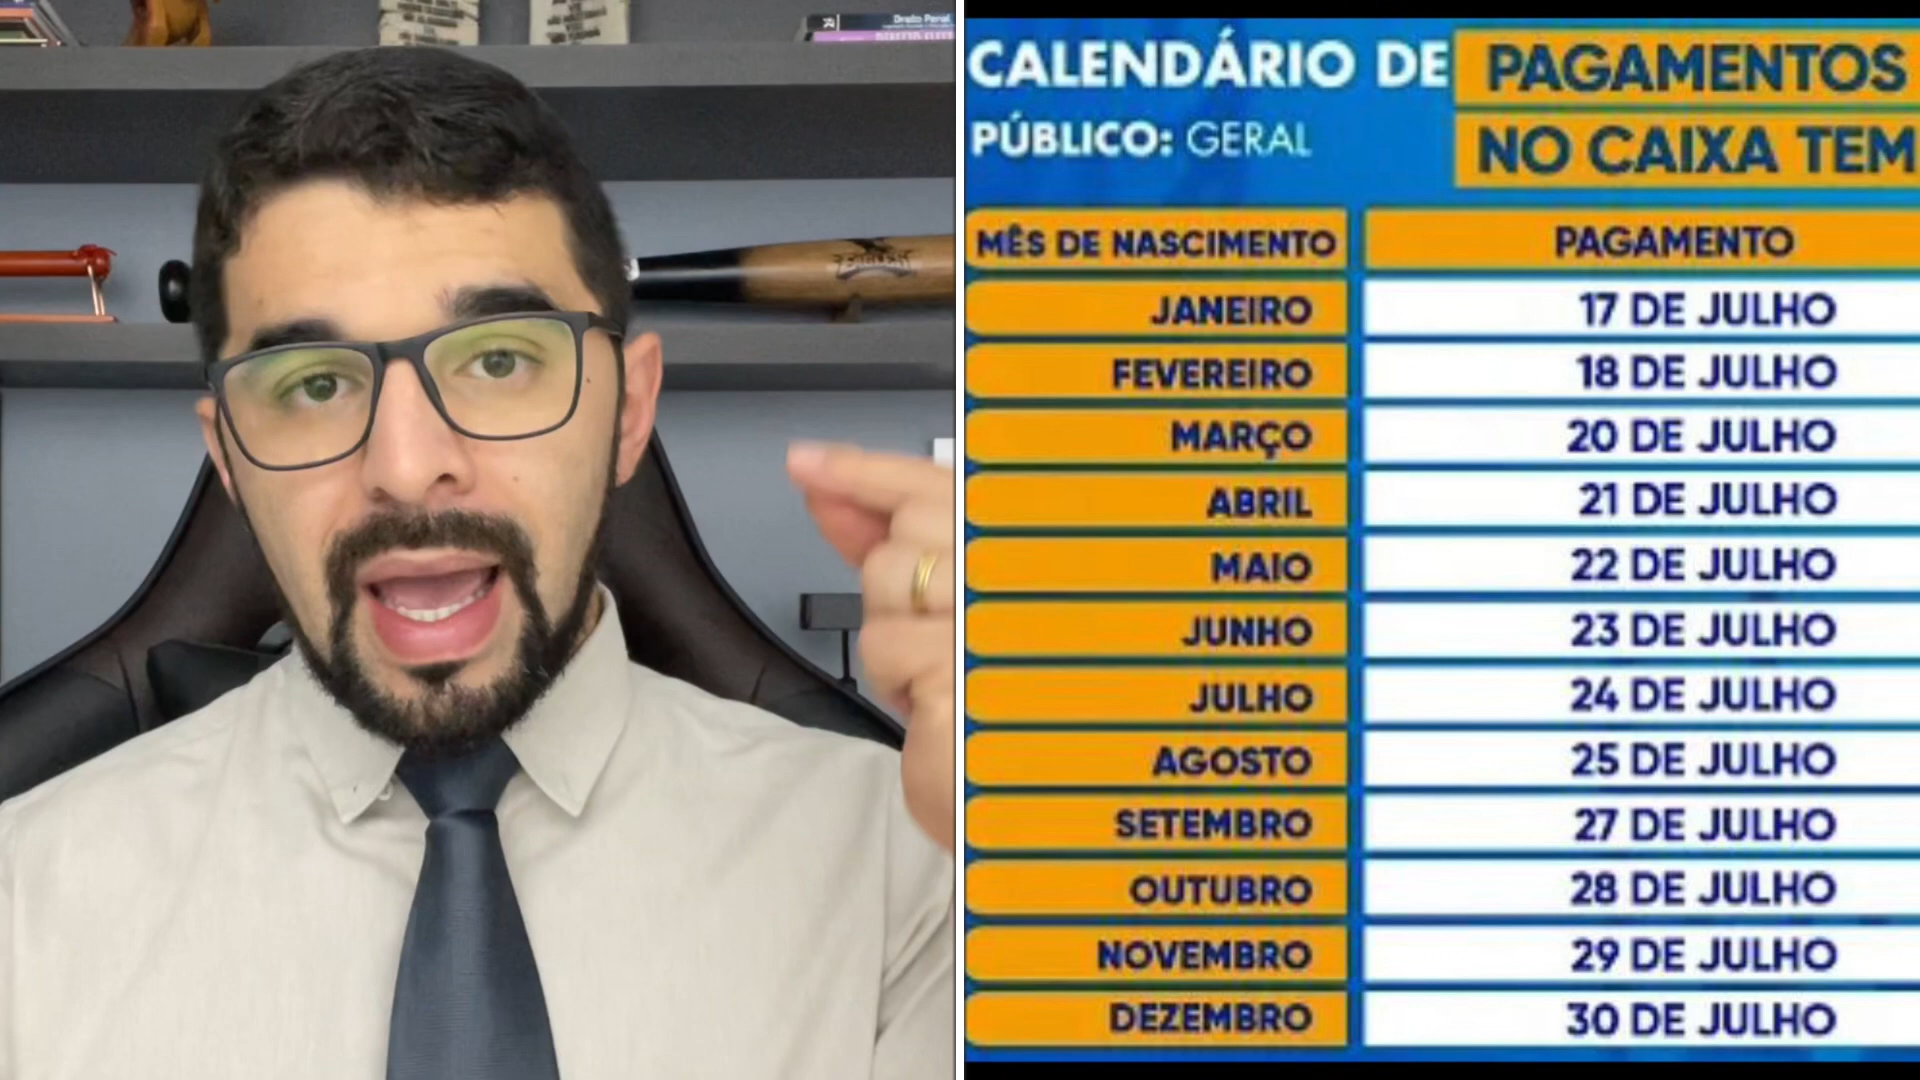 Direito Penal
CALENDÁRIO DE PAGAMENTOS
PÚBLICO: GERAL NO CAIXA TEM
MÊS DE NASCIMENTO PAGAMENTO
JANEIRO 17 DE JULHO
FEVEREIRO 18 DE JULHO
MARÇO 20 DE JULHO
ABRIL 21 DE JULHO
MAIO 22 DE JULHO
JUNHO 23 DE JULHO
JULHO 24 DE JULHO
AGOSTO 25 DE JULHO
SETEMBRO 27 DE JULHO
OUTUBRO 28 DE JULHO
NOVEMBRO 29 DE JULHO
DEZEMBRO 30 DE JULHO